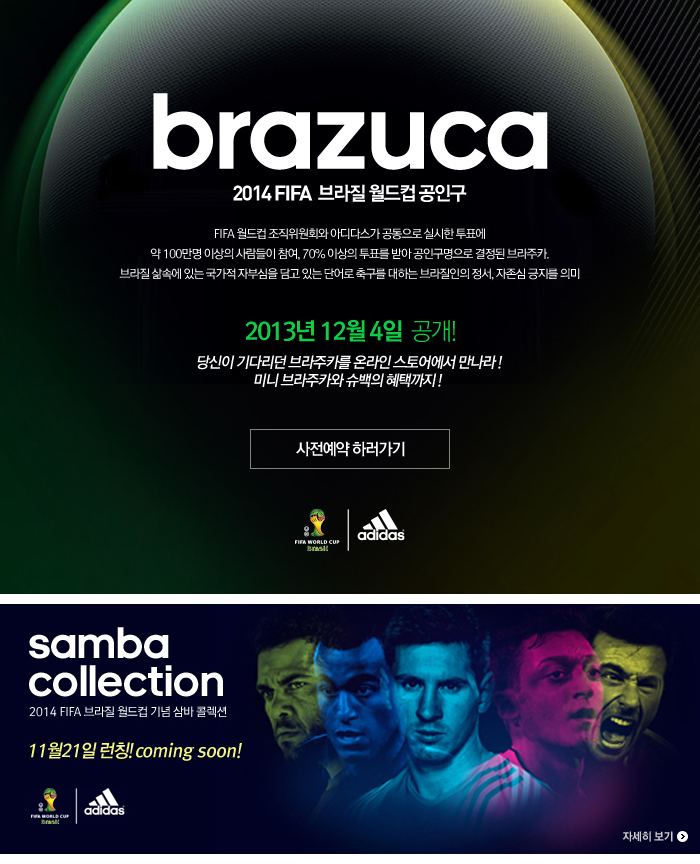 brazuca
2014 FIFA 브라질 월드컵 공인구
FIFA 월드컵 조직위원회와 아디다스가 공동으로 실시한 투표에
약 100만명 이상의 사람들이 참여, 70% 이상의 투표를 받아 공인구명으로 결정된 브라주카.
브라질 삶속에 있는 국가적 자부심을 담고 있는 단어로 축구를 대하는 브라질인의 정서, 자존심 긍지를 의미
2013년 12월 4일 공개!
당신이 기다리던 브라주카를 온라인 스토어에서 만나라!
미니 브라주카와 슈백의 혜택까지!
사전예약 하러가기
FIFA WORLD CUP
Brasil
adidas
samba
collection
2014 FIFA 브라질 월드컵 기념 삼바 콜렉션
11월21일 런칭! coming soon!
FIFA WORLD CUP
Brasil
adidas
자세히 보기